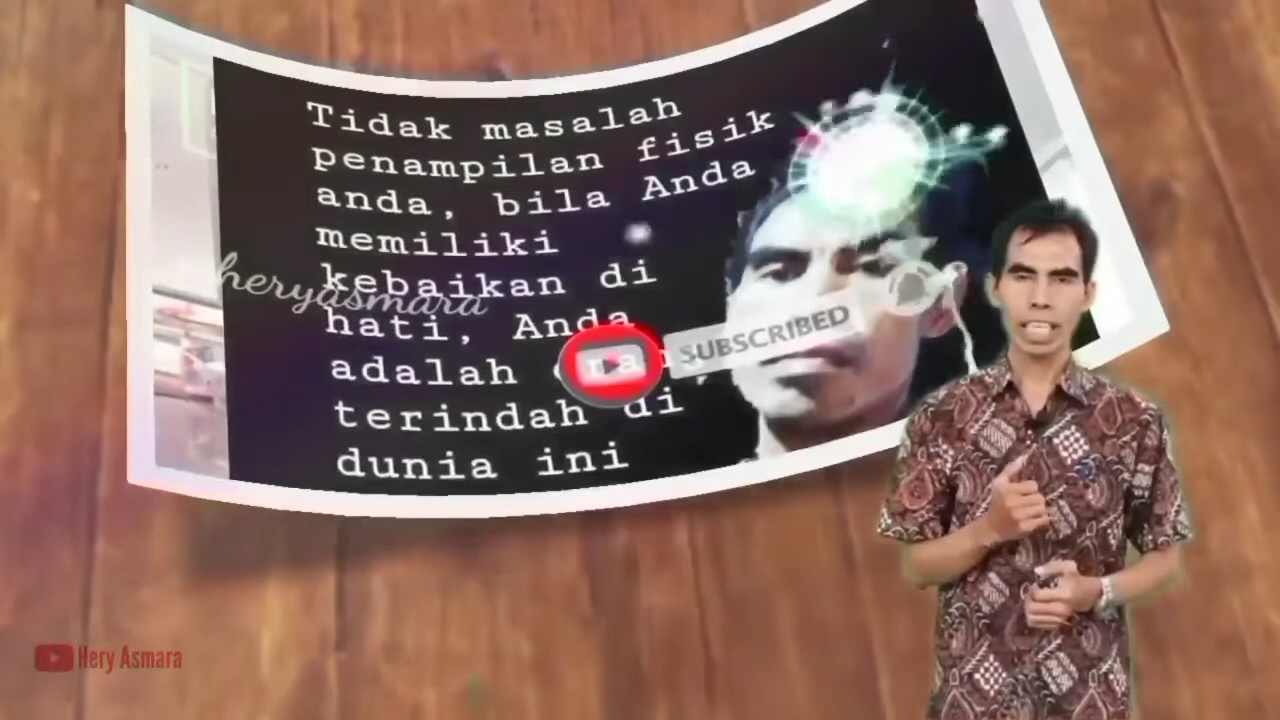 Tidak masalah
penampilan fisik
anda, bila Anda
memiliki
kebaikan di
heryasmara
hati, Anda
adalah
SUBSCRIBED
terindah di
dunia ini
Hery Asmara